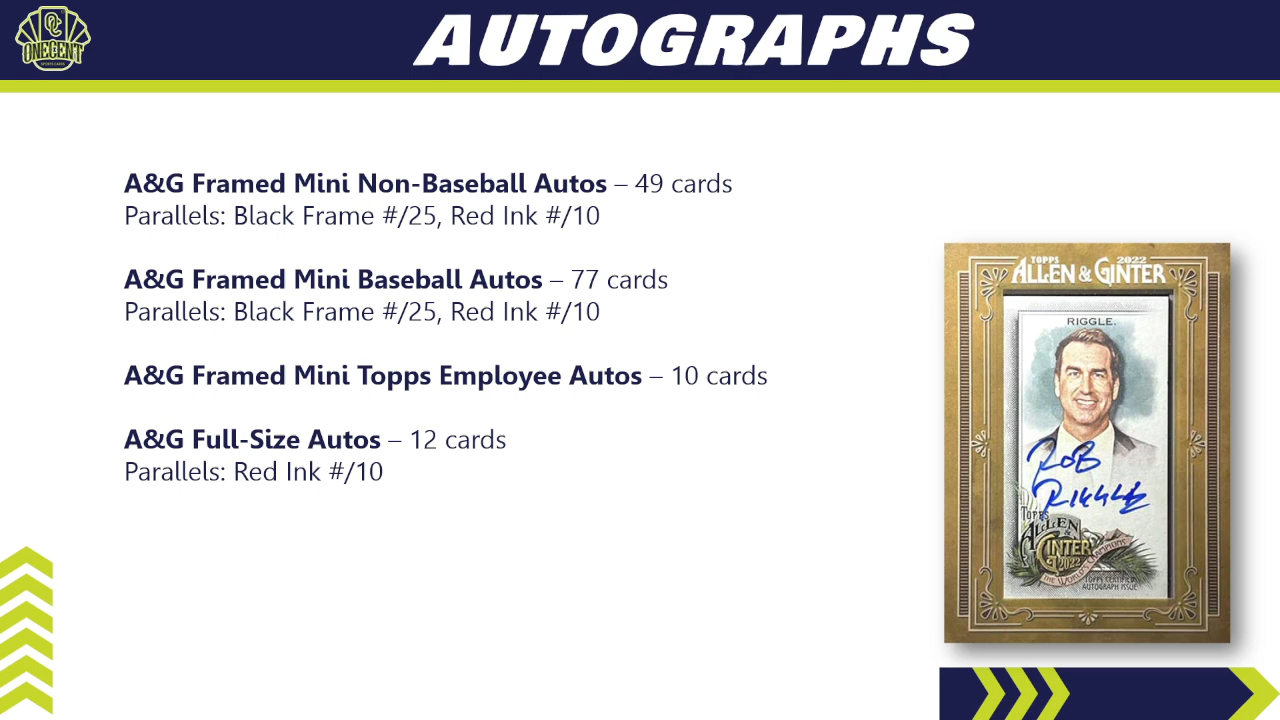 OC
ONECENT
SPORTS CARDS
AUTOGRAPHS
A&G Framed Mini Non-Baseball Autos – 49 cards
Parallels: Black Frame #/25, Red Ink #/10
A&G Framed Mini Baseball Autos – 77 cards
Parallels: Black Frame #/25, Red Ink #/10
A&G Framed Mini Topps Employee Autos – 10 cards
A&G Full-Size Autos – 12 cards
Parallels: Red Ink #/10
TOPPS 2022
ALLEN & GINTER
RIGGLE.
ROB
RIGGLE
TOPPS
ALLEN &
GINTER
2022
THE WORLD'S CHAMPIONS
TOPPS CERTIFIED
AUTOGRAPH ISSUE